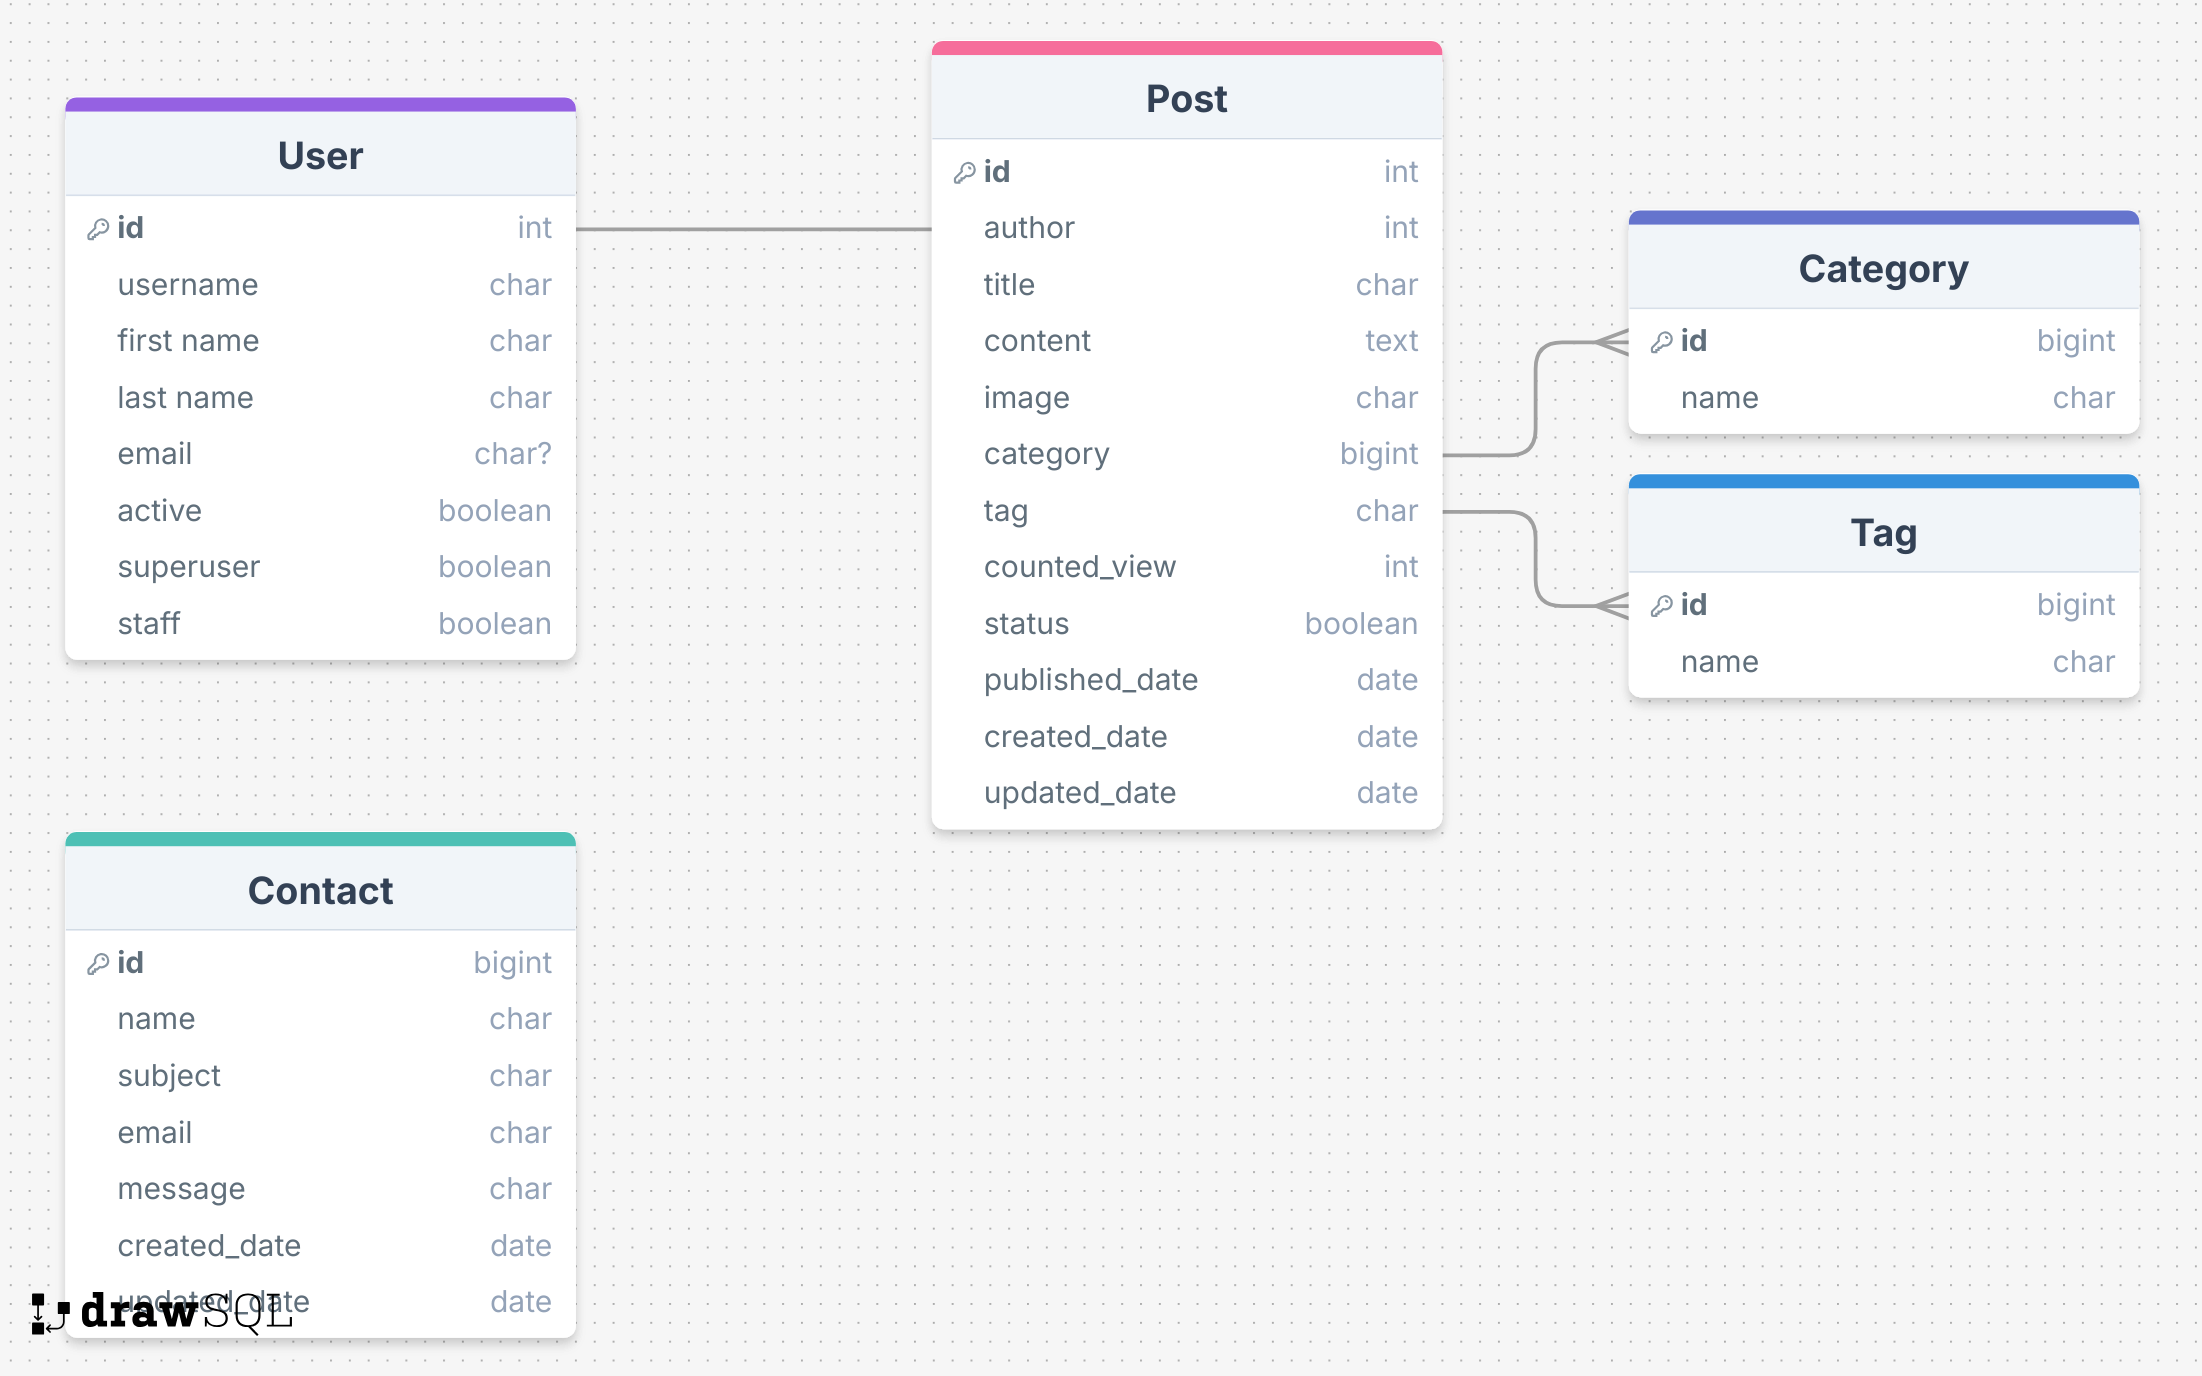 User
id int
username char
first name char
last name char
email char?
active boolean
superuser boolean
staff boolean
Post
id int
author int
title char
content text
image char
category bigint
tag char
counted_view int
status boolean
published_date date
created_date date
updated_date date
Category
id bigint
name char
Tag
id bigint
name char
Contact
id bigint
name char
subject char
email char
message char
created_date date
updated_date date
drawSQL